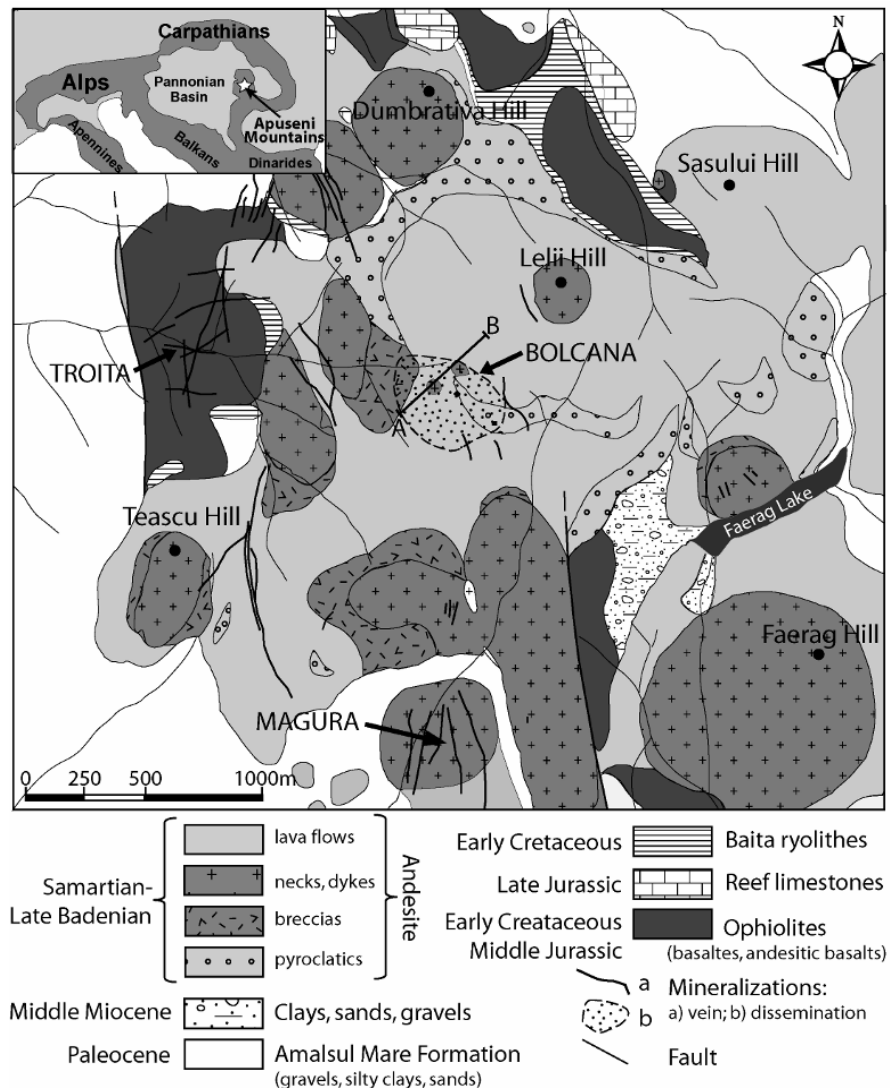 Carpathians
Alps
Pannonian
Basin
Apuseni
Mountains
Apennines
Balkans
Dinarides
N
Dumbrativa Hill
Sasului Hill
Lelii Hill
B
BOLCANA
TROITA
A
Teascu Hill
Faerag Lake
Faerag Hill
MAGURA
0 250 500 1000m
Samartian-
Late Badenian
lava flows
necks, dykes
breccias
pyroclatics
Andesite
Middle Miocene Clays, sands, gravels
Paleocene Amalsul Mare Formation
(gravels, silty clays, sands)
Early Cretaceous Baita ryolithes
Late Jurassic Reef limestones
Early Creataceous
Middle Jurassic
Ophiolites
(basaltes, andesitic basalts)
a Mineralizations:
b a) vein; b) dissemination
Fault